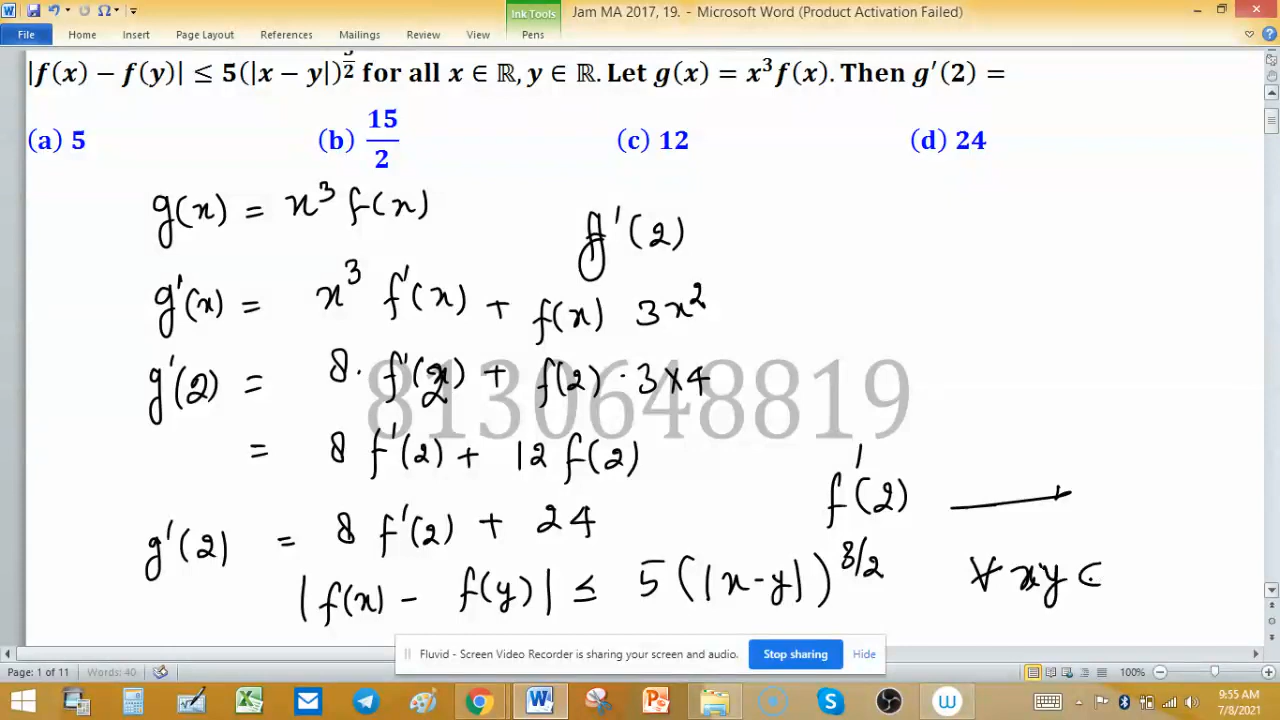 Jam MA 2017, 19. - Microsoft Word (Product Activation Failed)
Ink Tools
File Home Insert Page Layout References Mailings Review View Pens
|f(x) − f(y)| ≤ 5(|x − y|)^{3/2} for all x ∈ ℝ, y ∈ ℝ. Let g(x) = x³f(x). Then g′(2) =
(a) 5 (b) 15/2 (c) 12 (d) 24
g(x) = x³ f(x)
g'(2)
g'(x) = x³ f'(x) + f(x) 3x²
g'(2) = 8. f'(2) + f(2) · 3×4
8130648819
= 8 f'(2) + 12 f(2)
f'(2)
g'(2) = 8 f'(2) + 24
|f(x) - f(y)| ≤ 5(|x-y|)^{3/2} ∀ x,y ∈
Fluvid - Screen Video Recorder is sharing your screen and audio. Stop sharing Hide
Page: 1 of 11 Words: 40 100%
9:55 AM
7/8/2021